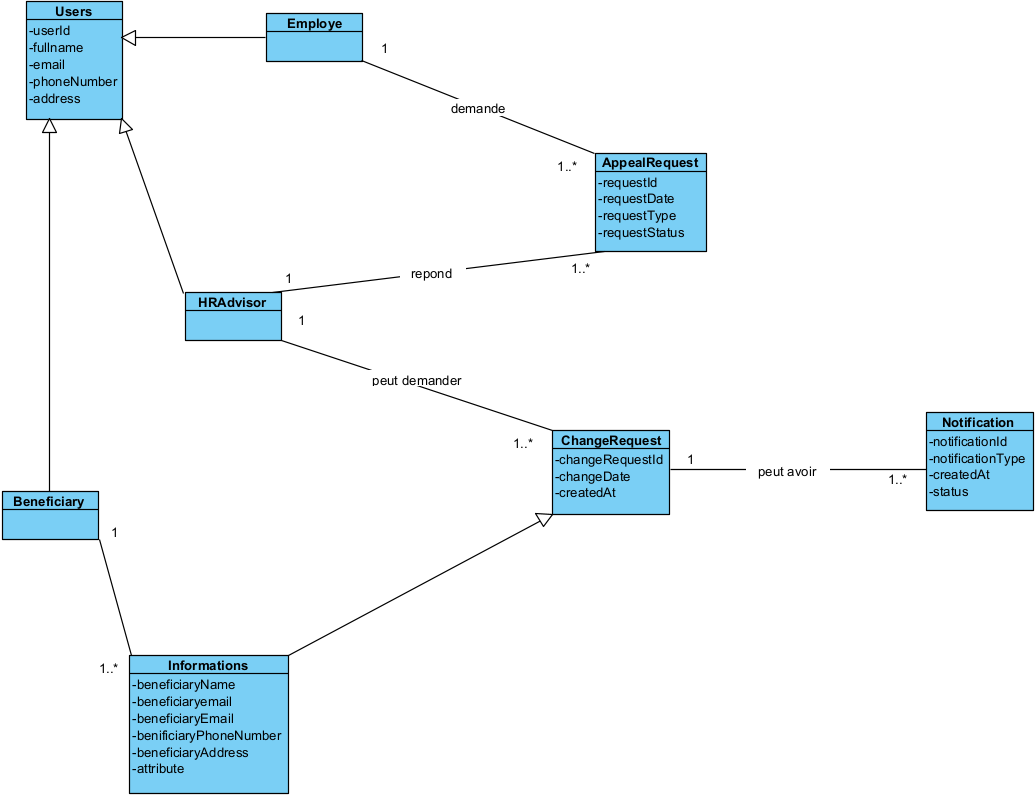 Users
-userId
-fullname
-email
-phoneNumber
-address
Employe
1
demande
1..*
AppealRequest
-requestId
-requestDate
-requestType
-requestStatus
1
repond
1..*
HRAdvisor
1
peut demander
1..*
ChangeRequest
-changeRequestId
-changeDate
-createdAt
1
peut avoir
1..*
Notification
-notificationId
-notificationType
-createdAt
-status
Beneficiary
1
1..*
Informations
-beneficiaryName
-beneficiaryemail
-beneficiaryEmail
-benificiaryPhoneNumber
-beneficiaryAddress
-attribute